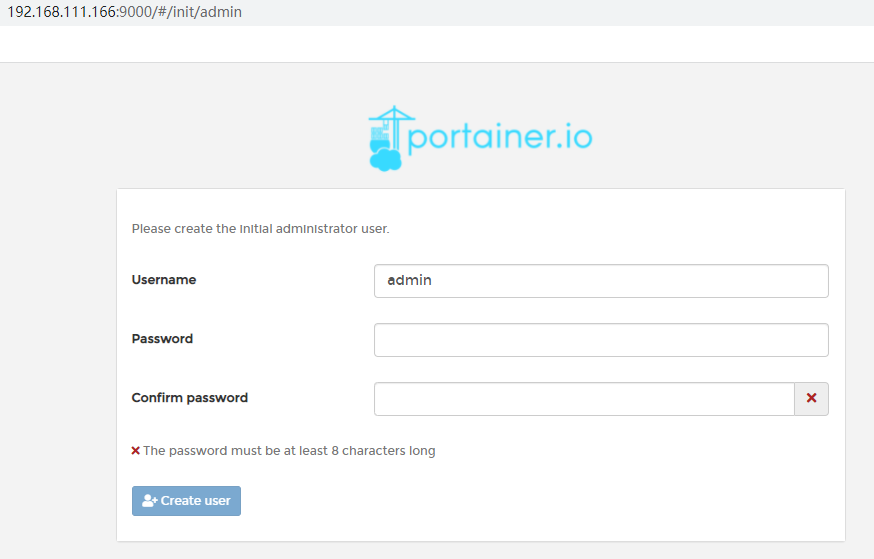 192.168.111.166:9000/#/init/admin
portainer.io
Please create the initial administrator user.
Username
admin
Password
Confirm password
The password must be at least 8 characters long
Create user